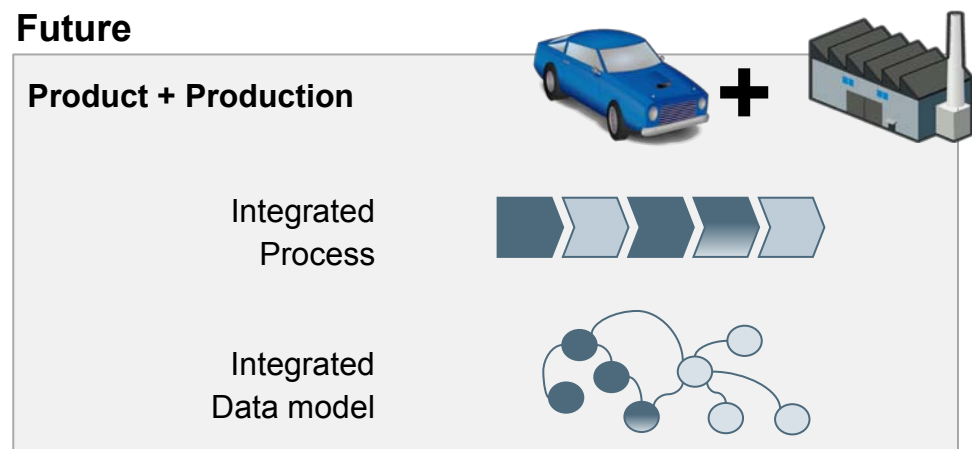 Future
Product + Production
Integrated
Process
Integrated
Data model